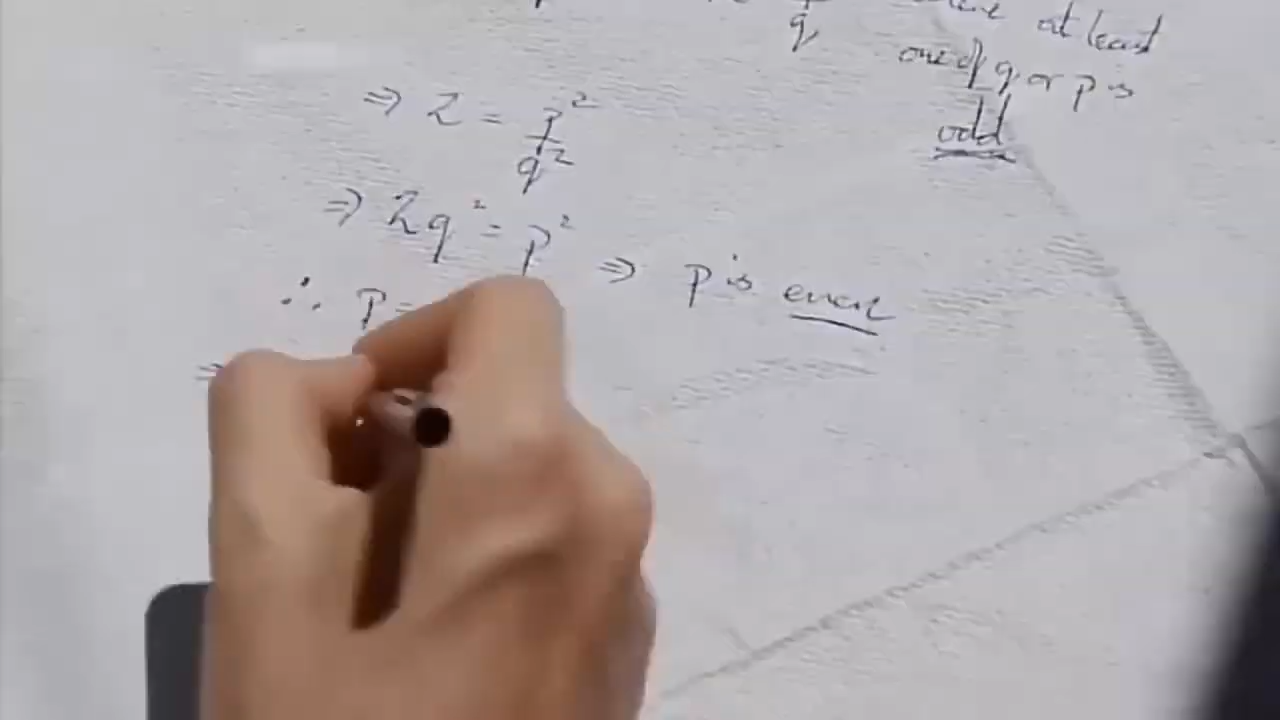 q
at least
one of q or p is
odd
⇒ 2 = p²/q²
⇒ 2q² = p² ⇒ p is even
∴ P =
⇒